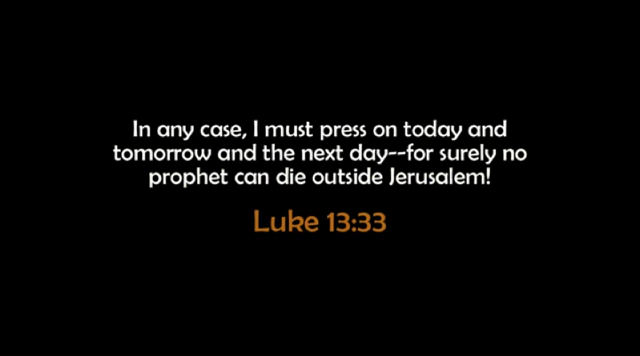 In any case, I must press on today and
tomorrow and the next day--for surely no
prophet can die outside Jerusalem!
Luke 13:33